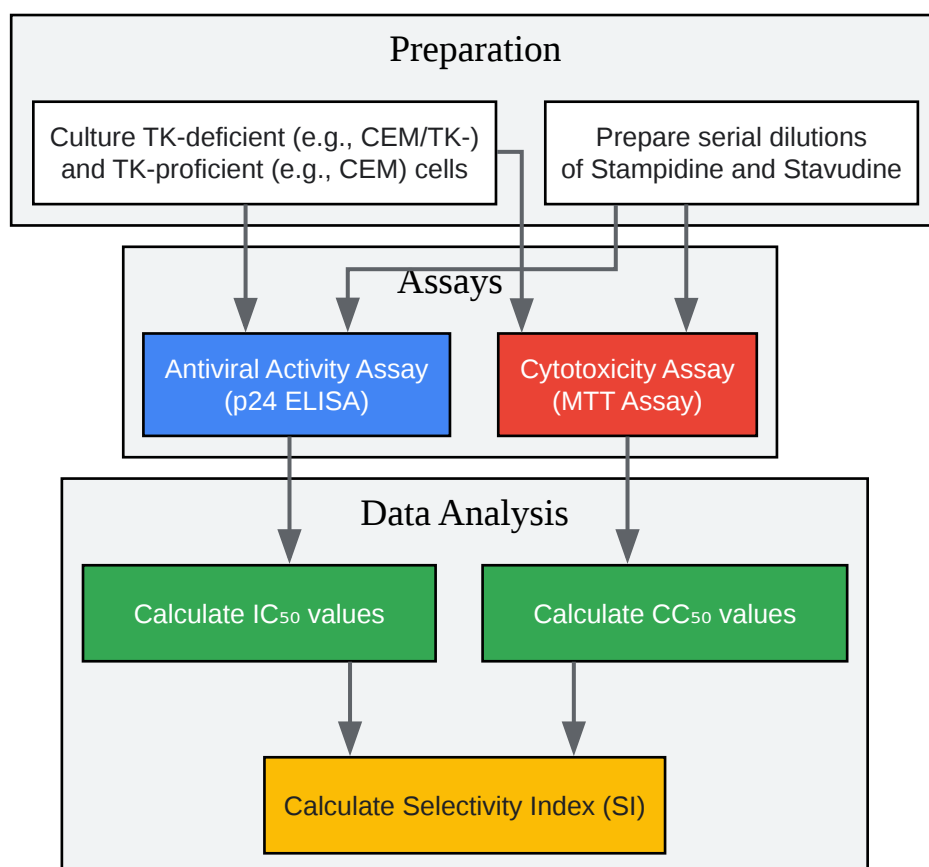 Preparation
Culture TK-deficient (e.g., CEM/TK-)
and TK-proficient (e.g., CEM) cells
Prepare serial dilutions
of Stampidine and Stavudine
Assays
Antiviral Activity Assay
(p24 ELISA)
Cytotoxicity Assay
(MTT Assay)
Data Analysis
Calculate IC₅₀ values
Calculate CC₅₀ values
Calculate Selectivity Index (SI)